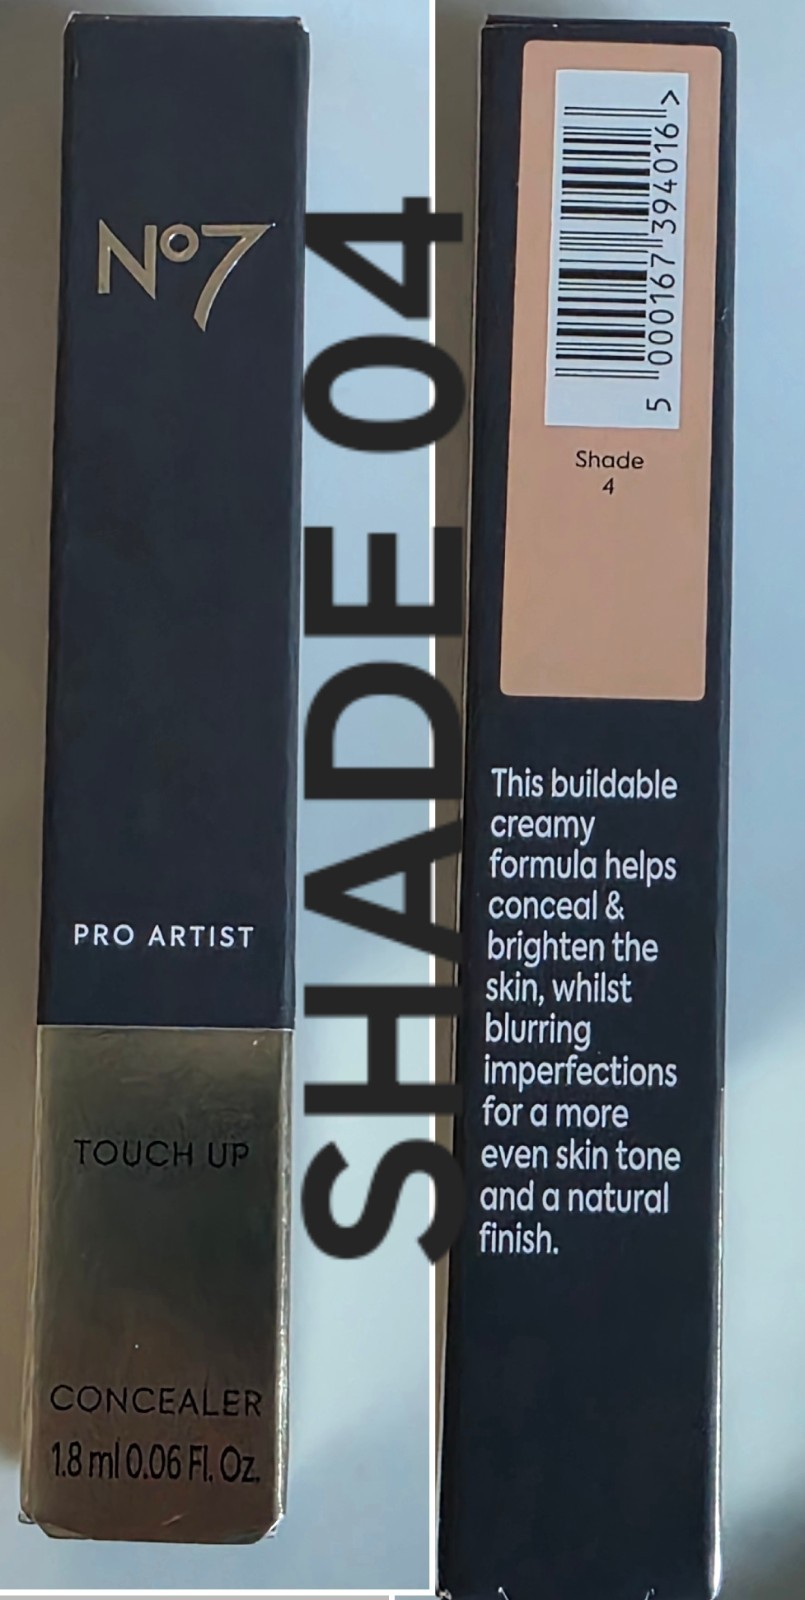 No7
PRO ARTIST
TOUCH UP
CONCEALER
1.8 ml 0.06 Fl. Oz.
SHADE 04
5 000167 394016 >
Shade
4
This buildable
creamy
formula helps
conceal &
brighten the
skin, whilst
blurring
imperfections
for a more
even skin tone
and a natural
finish.